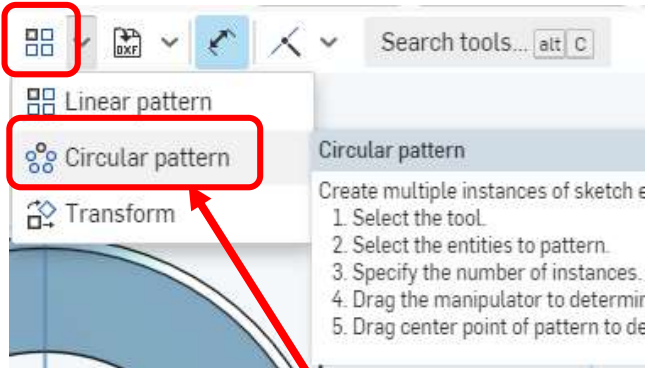 DXF
Search tools... alt C
Linear pattern
Circular pattern
Transform
Circular pattern
Create multiple instances of sketch
1. Select the tool.
2. Select the entities to pattern.
3. Specify the number of instances.
4. Drag the manipulator to
5. Drag center point of pattern to